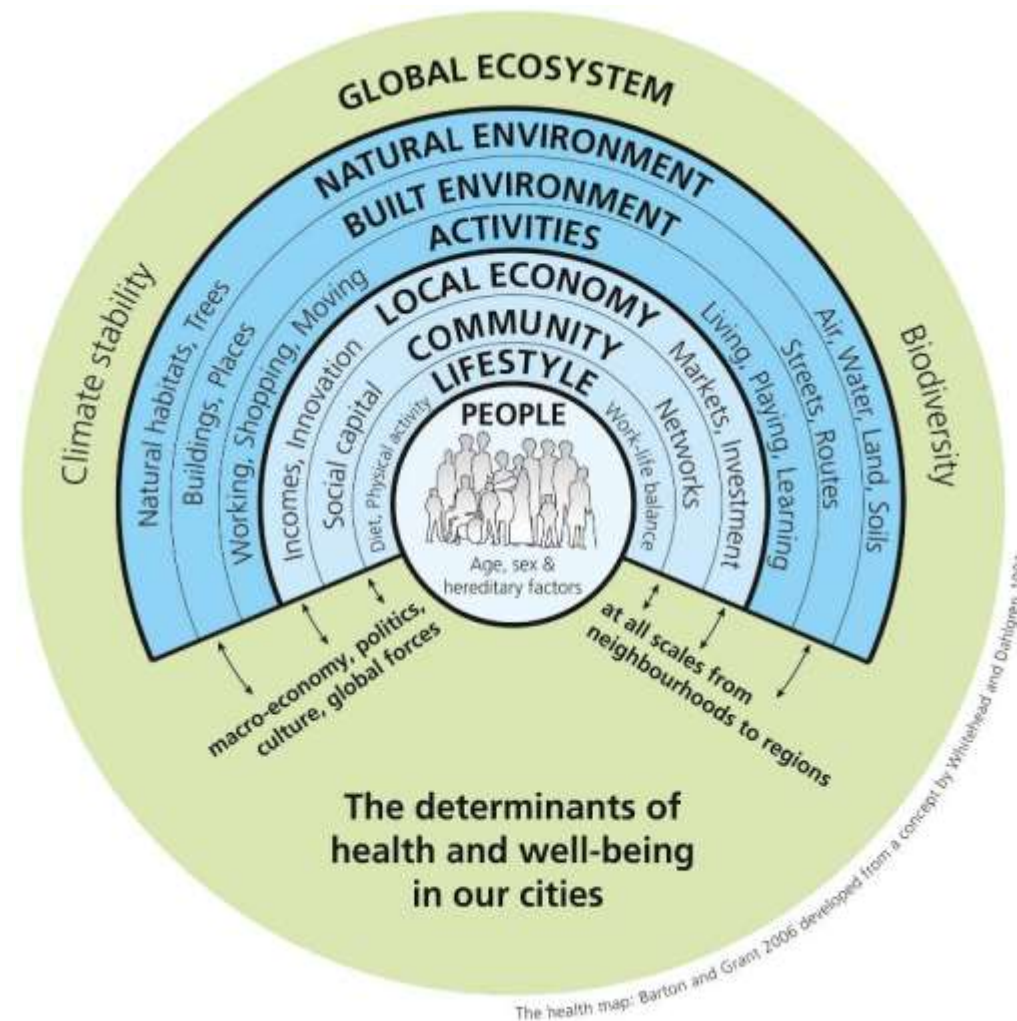 GLOBAL ECOSYSTEM
Climate stability
Biodiversity
NATURAL ENVIRONMENT
Natural habitats, Trees
Air, Water, Land, Soils
BUILT ENVIRONMENT
Buildings, Places
Streets, Routes
ACTIVITIES
Working, Shopping, Moving
Living, Playing, Learning
LOCAL ECONOMY
Incomes, Innovation
Markets, Investment
COMMUNITY
Social capital
Networks
LIFESTYLE
Diet, Physical activity
Work-life balance
PEOPLE
Age, sex &
hereditary factors
macro-economy, politics,
culture, global forces
at all scales from
neighbourhoods to regions
The determinants of
health and well-being
in our cities
The health map: Barton and Grant 2006 developed from a concept by Whitehead and Dahlgren